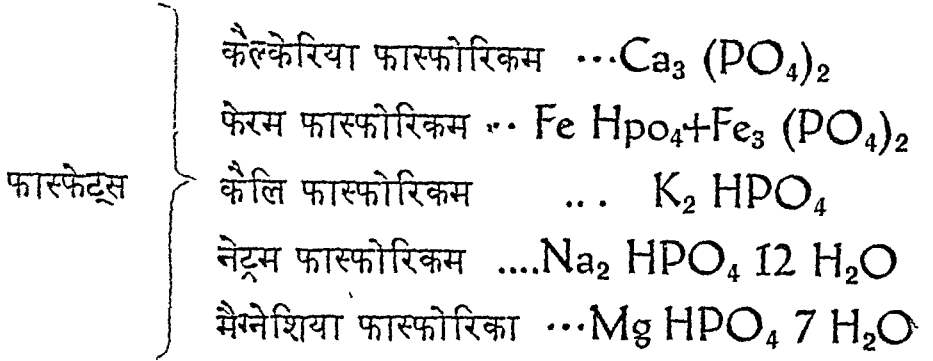 कैल्केरिया फास्फोरिकम ...Ca₃ (PO₄)₂
फेरम फास्फोरिकम ... Fe Hpo₄+Fe₃ (PO₄)₂
फास्फेट्स
कैलि फास्फोरिकम ... K₂ HPO₄
नेट्रम फास्फोरिकम ....Na₂ HPO₄ 12 H₂O
मैग्नेशिया फास्फोरिका ...Mg HPO₄ 7 H₂O